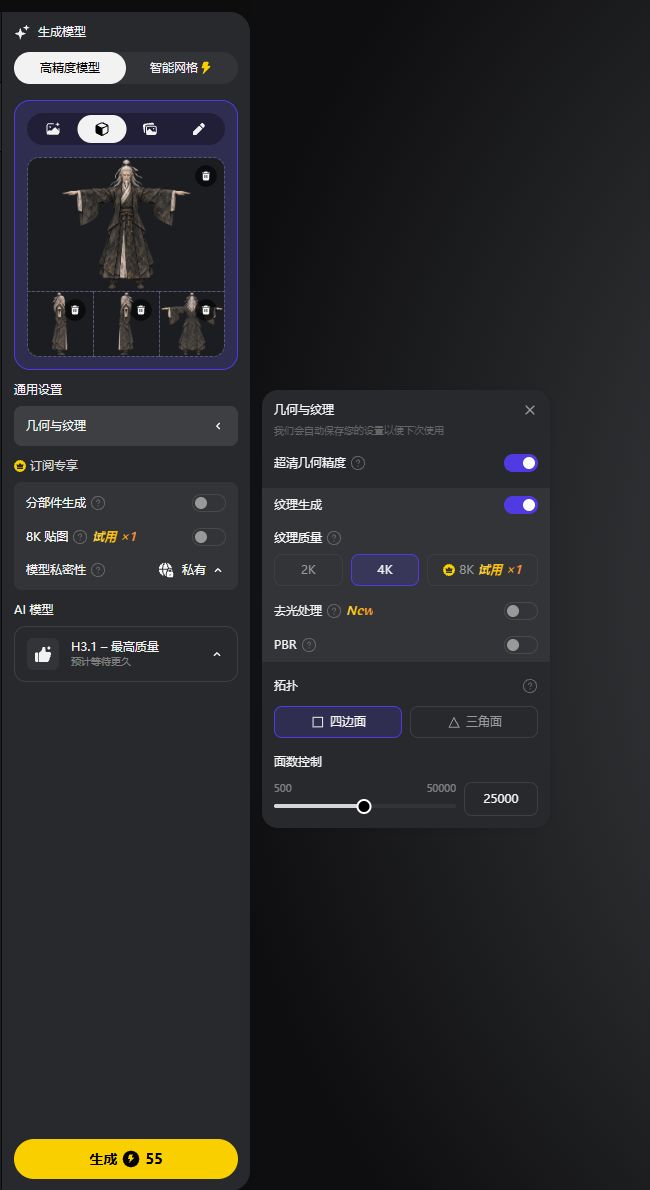 生成模型
高精度模型
智能网格
通用设置
几何与纹理
订阅专享
分部件生成 ?
8K 贴图 ? 试用 ×1
模型私密性 ? 私有
AI 模型
H3.1 – 最高质量
预计等待更久
生成 55
几何与纹理
我们会自动保存您的设置以便下次使用
超清几何精度 ?
纹理生成
纹理质量 ?
2K
4K
8K 试用 ×1
去光处理 ? New
PBR ?
拓扑 ?
四边面
三角面
面数控制
500
50000
25000